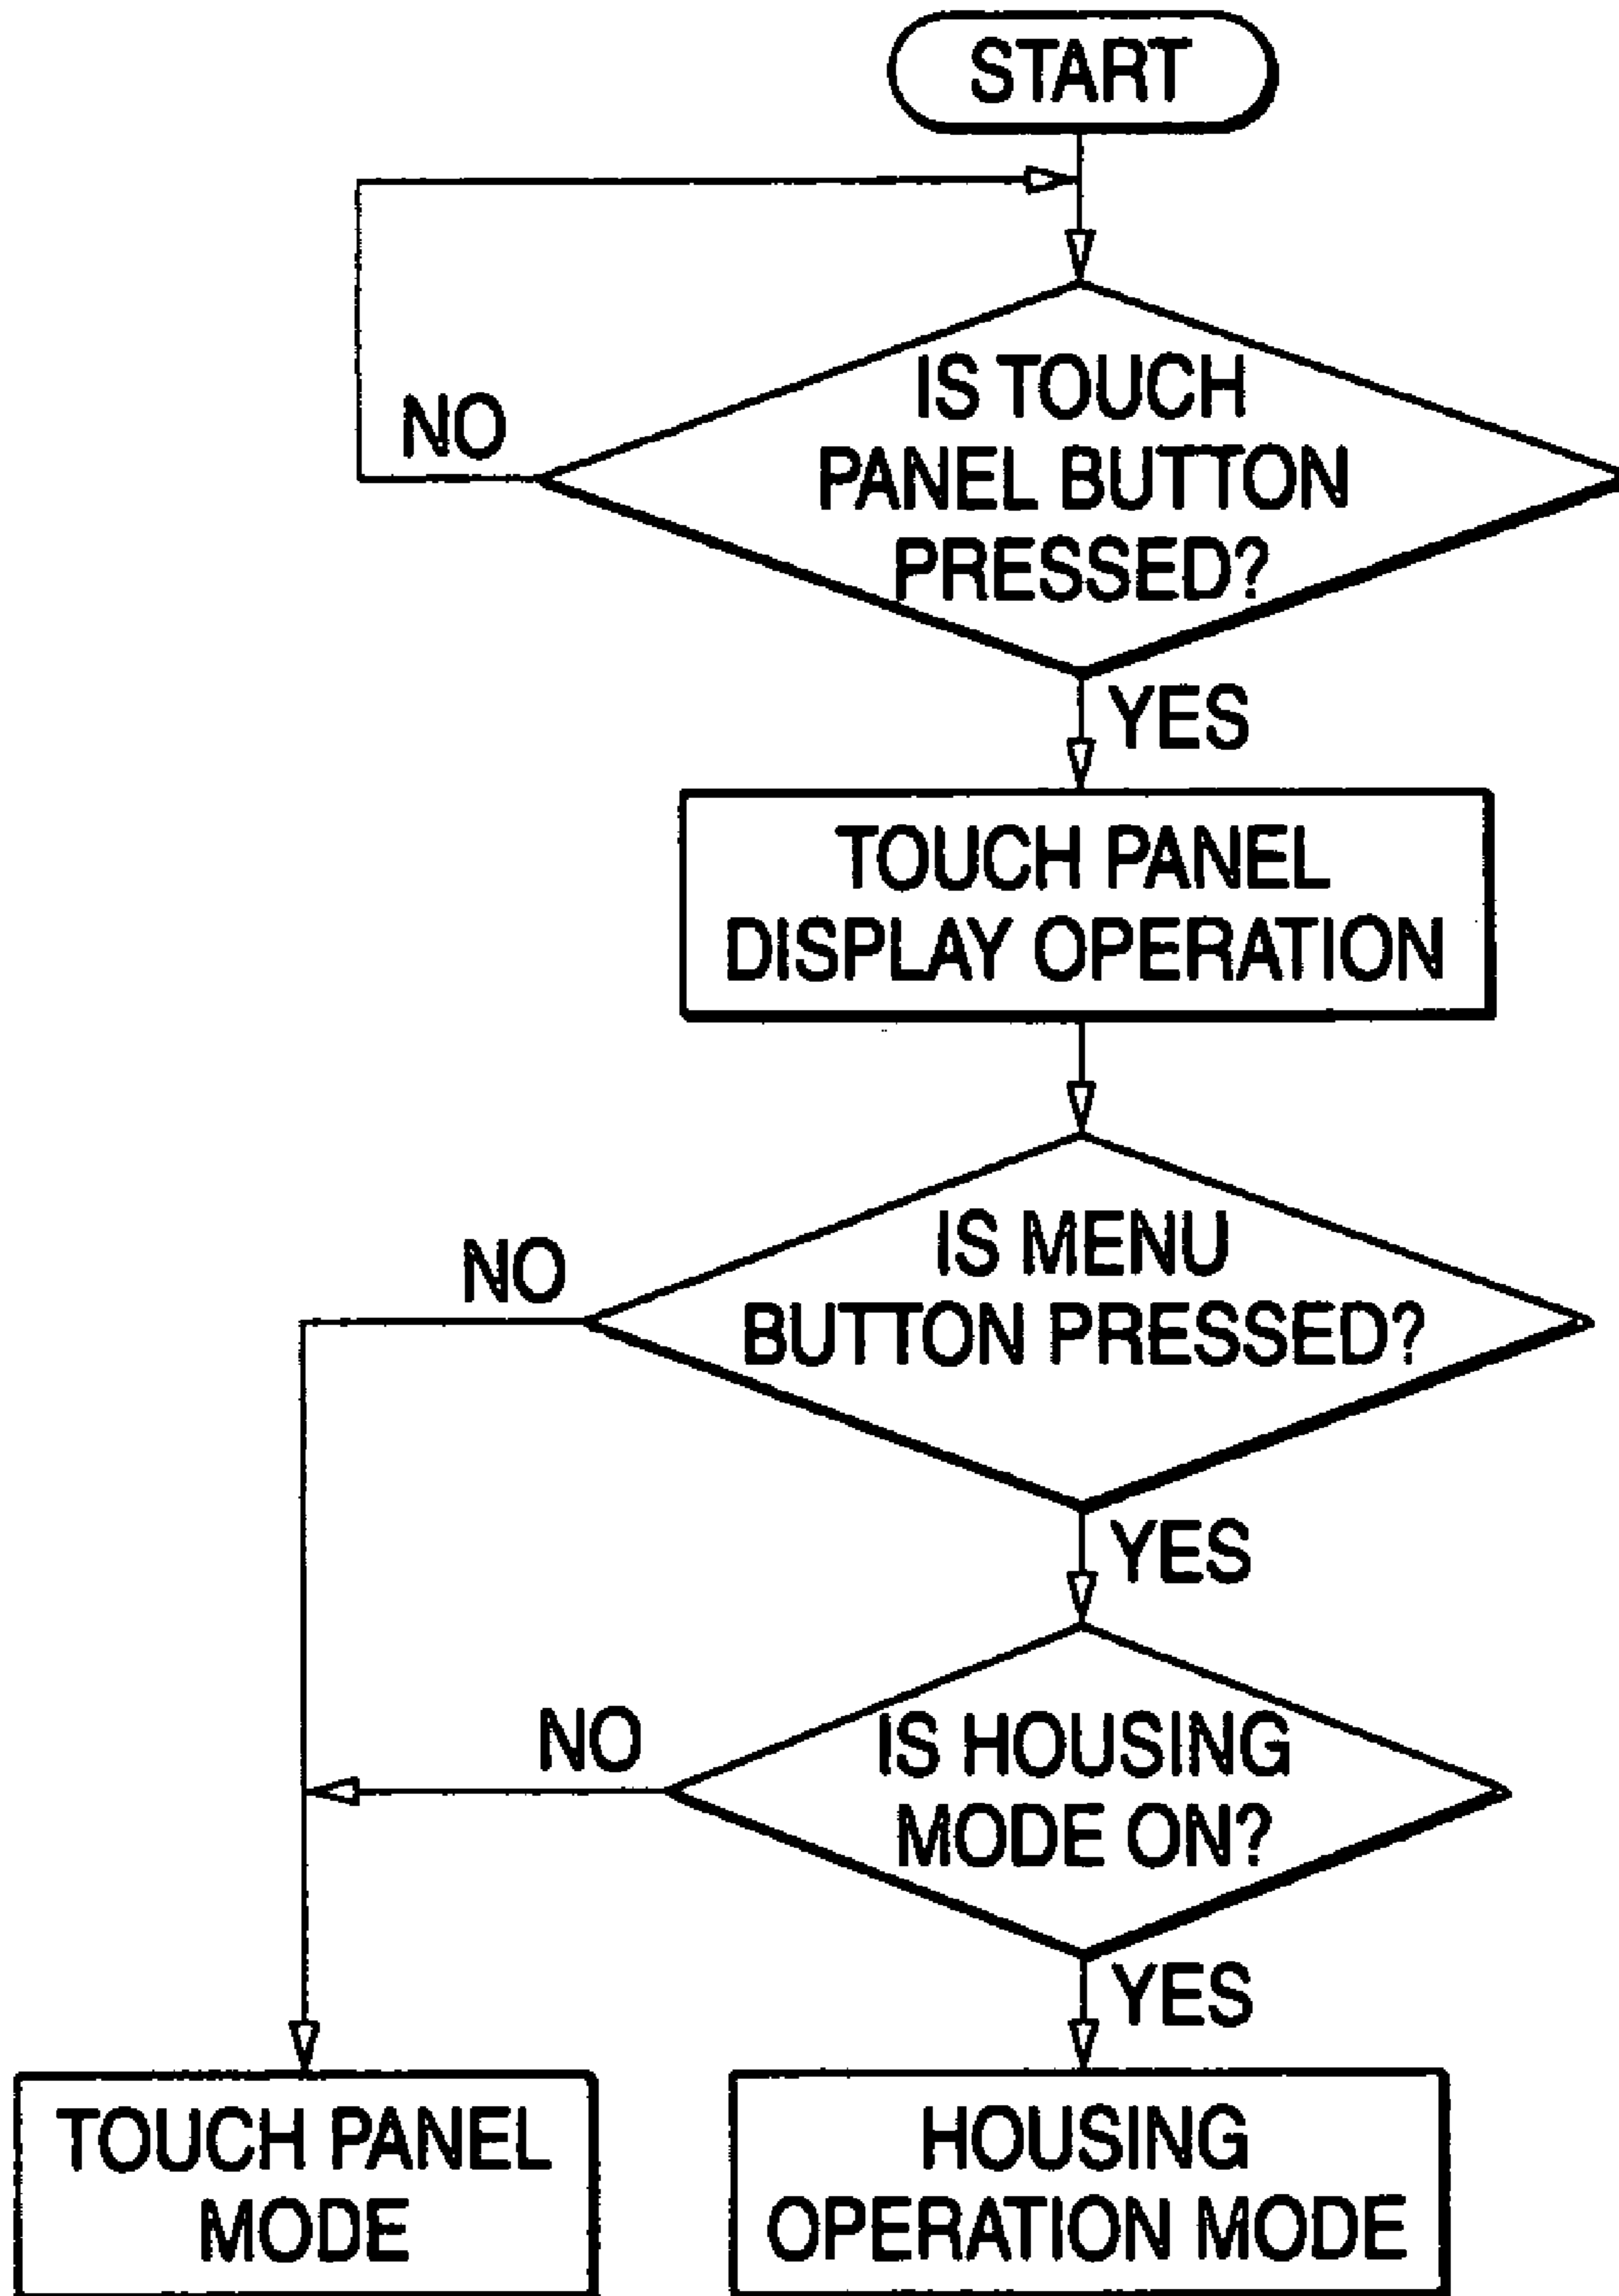 START
IS TOUCH
PANEL BUTTON
PRESSED?
NO
YES
TOUCH PANEL
DISPLAY OPERATION
IS MENU
BUTTON PRESSED?
NO
YES
IS HOUSING
MODE ON?
NO
YES
TOUCH PANEL
MODE
HOUSING
OPERATION MODE